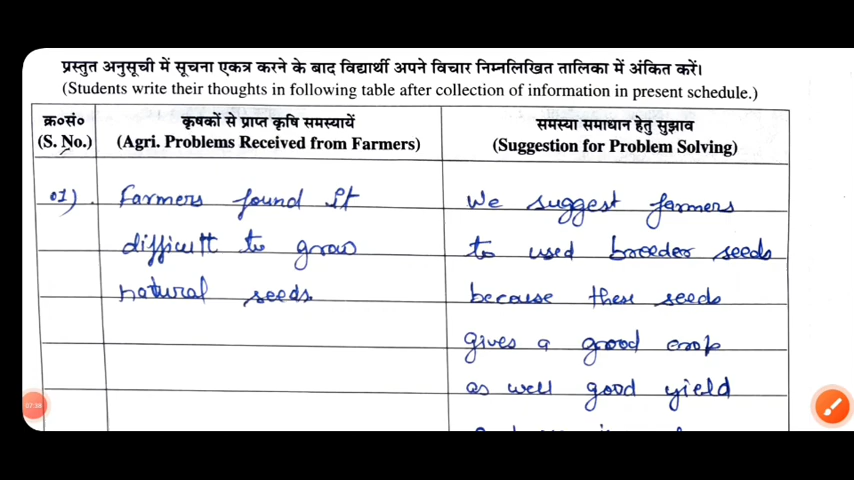 प्रस्तुत अनुसूची में सूचना एकत्र करने के बाद विद्यार्थी अपने विचार निम्नलिखित तालिका में अंकित करें।
(Students write their thoughts in following table after collection of information in present schedule.)
क्र०सं० कृषकों से प्राप्त कृषि समस्यायें समस्या समाधान हेतु सुझाव
(S. No.) (Agri. Problems Received from Farmers) (Suggestion for Problem Solving)
01) Farmers found It We suggest farmers
difficult to grow to used breeder seeds
natural seeds. because these seeds
gives a good crop
as well good yield
07:38